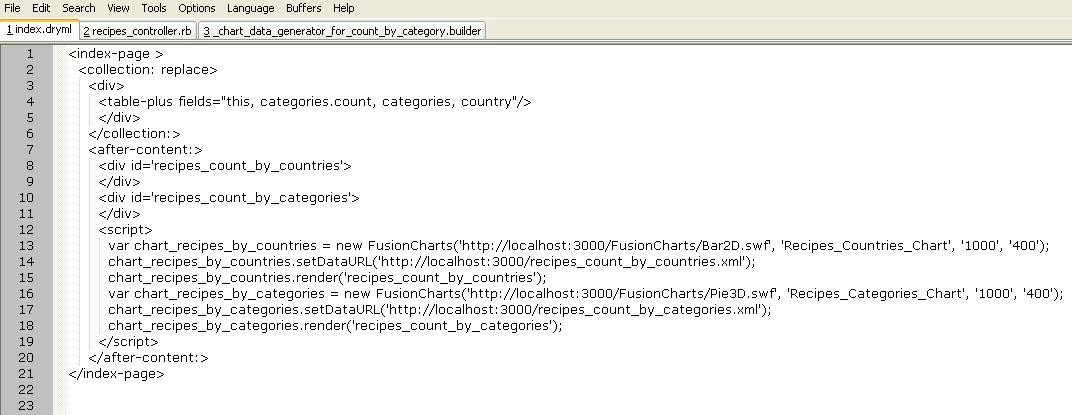 File Edit Search View Tools Options Language Buffers Help
1 index.dryml 2 recipes_controller.rb 3 _chart_data_generator_for_count_by_category.builder
1 <index-page >
2 <collection: replace>
3 <div>
4 <table-plus fields="this, categories.count, categories, country"/>
5 </div>
6 </collection:>
7 <after-content:>
8 <div id='recipes_count_by_countries'>
9 </div>
10 <div id='recipes_count_by_categories'>
11 </div>
12 <script>
13 var chart_recipes_by_countries = new FusionCharts('http://localhost:3000/FusionCharts/Bar2D.swf', 'Recipes_Countries_Chart', '1000', '400');
14 chart_recipes_by_countries.setDataURL('http://localhost:3000/recipes_count_by_countries.xml');
15 chart_recipes_by_countries.render('recipes_count_by_countries');
16 var chart_recipes_by_categories = new FusionCharts('http://localhost:3000/FusionCharts/Pie3D.swf', 'Recipes_Categories_Chart', '1000', '400');
17 chart_recipes_by_categories.setDataURL('http://localhost:3000/recipes_count_by_categories.xml');
18 chart_recipes_by_categories.render('recipes_count_by_categories');
19 </script>
20 </after-content:>
21 </index-page>
22
23